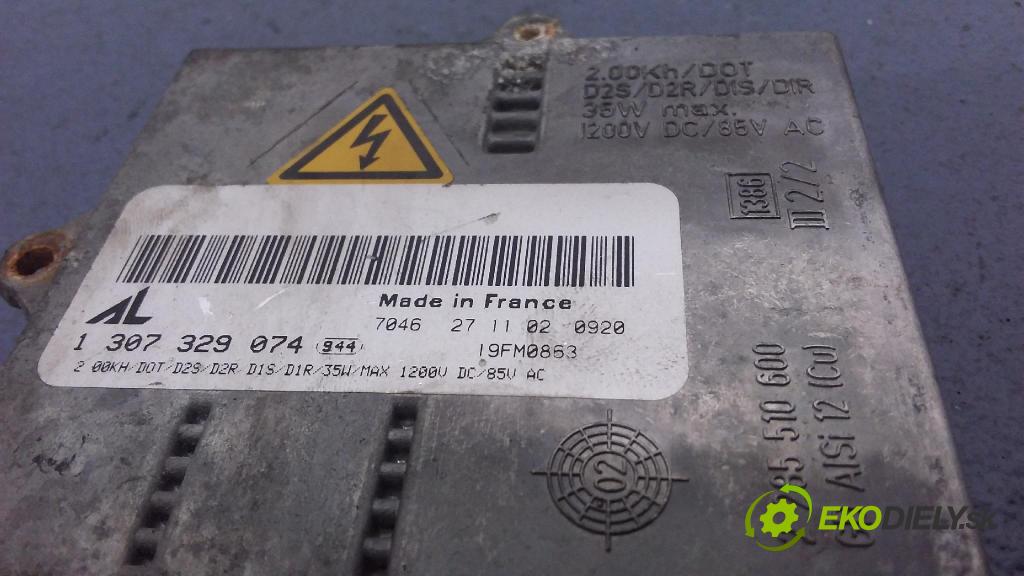 2.00Kh/DOT
D2S/D2R/D1S/D1R
35W max.
1200V DC/85V AC
1386
III 2/2
AL
Made in France
7046 27 11 02 0920
1 307 329 074 (944)
19FM0863
2 00KH/DOT/D2S/D2R D1S/D1R/35W/MAX 1200V DC/85V AC
02
85 510 600
AlSi 12 (Cu)
EKODIELY.SK